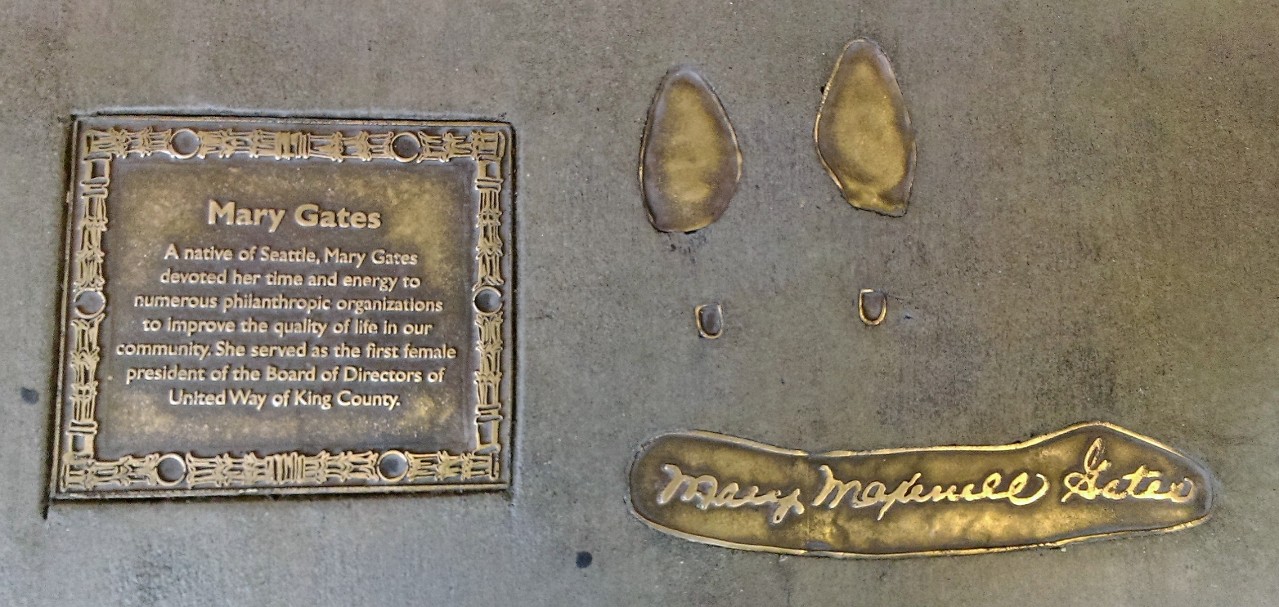 Mary Gates
A native of Seattle, Mary Gates
devoted her time and energy to
numerous philanthropic organizations
to improve the quality of life in our
community. She served as the first female
president of the Board of Directors of
United Way of King County.
Mary Maxwell Gates